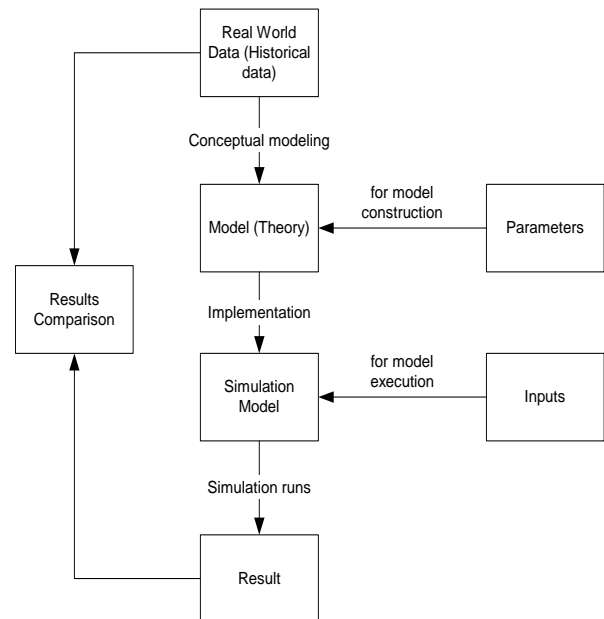 Real World
Data (Historical
data)
Conceptual modeling
Model (Theory)
for model
construction
Parameters
Results
Comparison
Implementation
Simulation
Model
for model
execution
Inputs
Simulation runs
Result